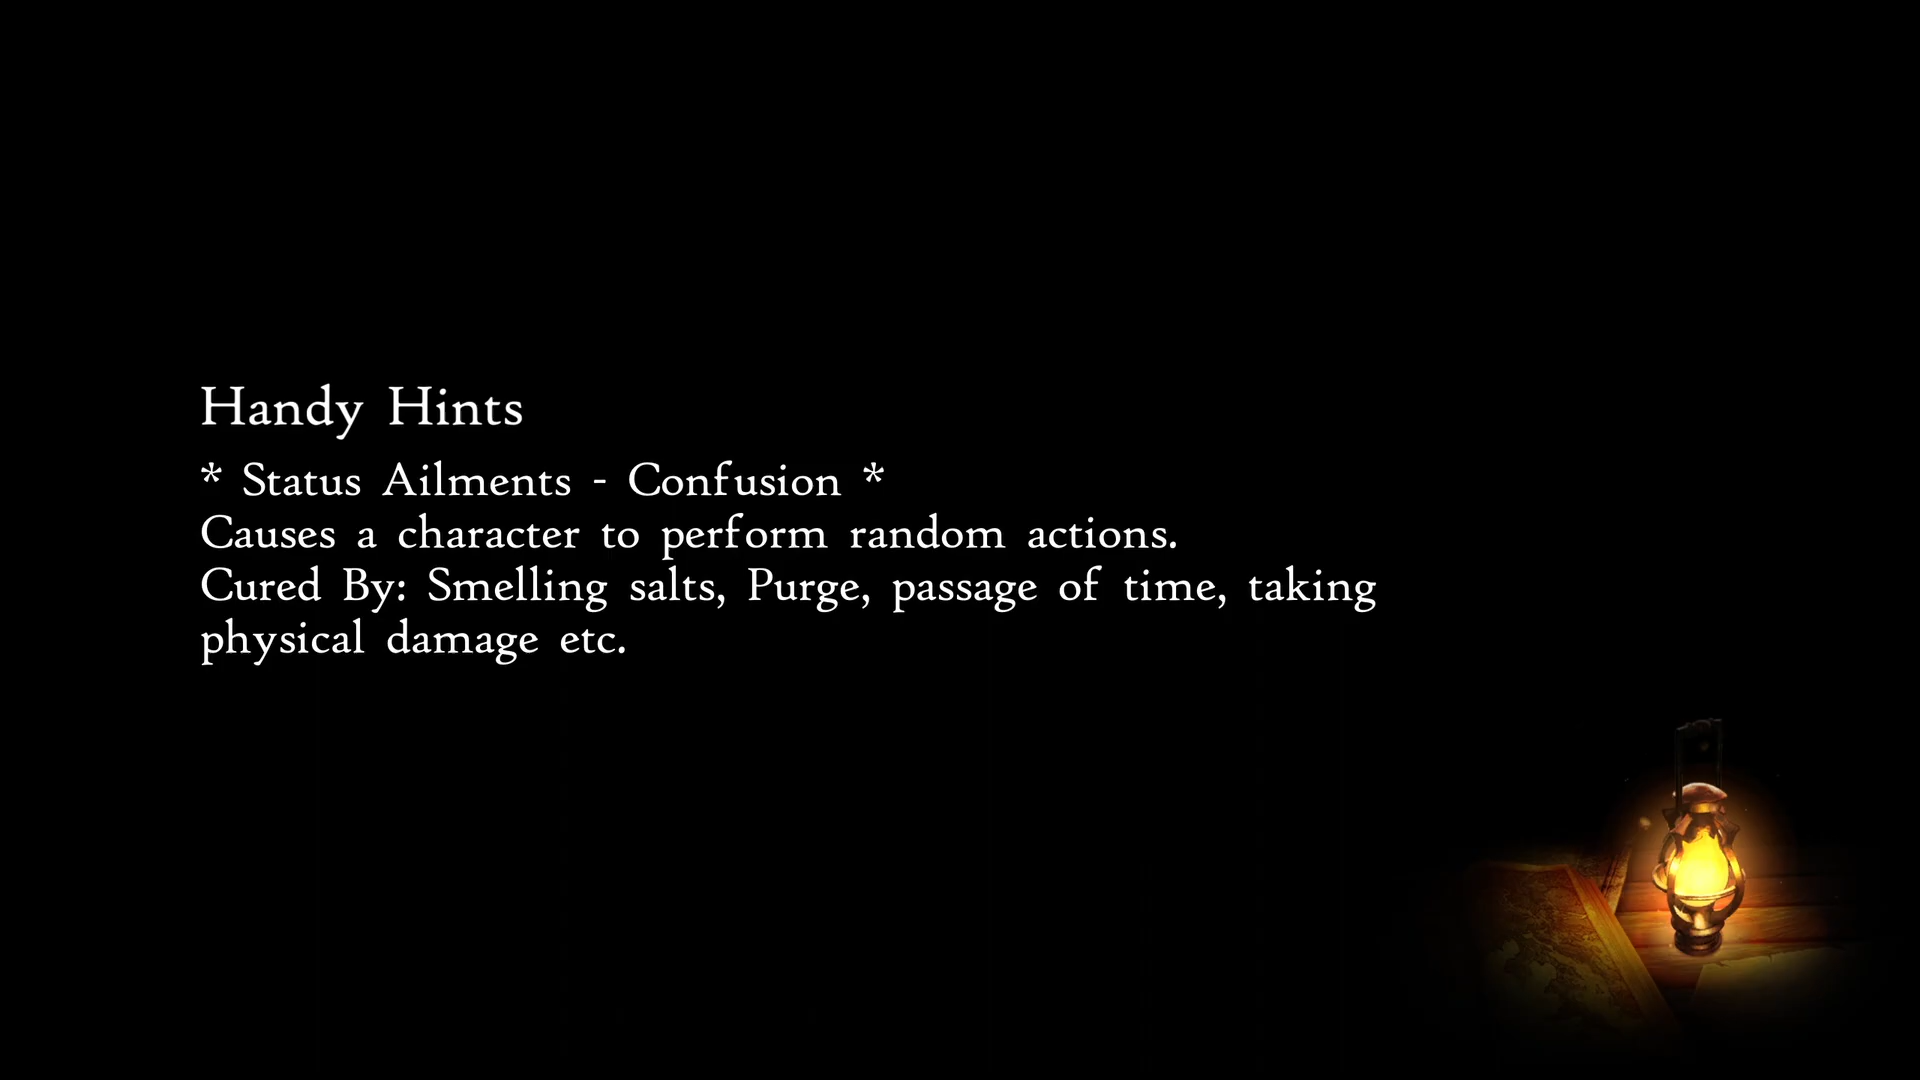 Handy Hints
* Status Ailments - Confusion *
Causes a character to perform random actions.
Cured By: Smelling salts, Purge, passage of time, taking
physical damage etc.